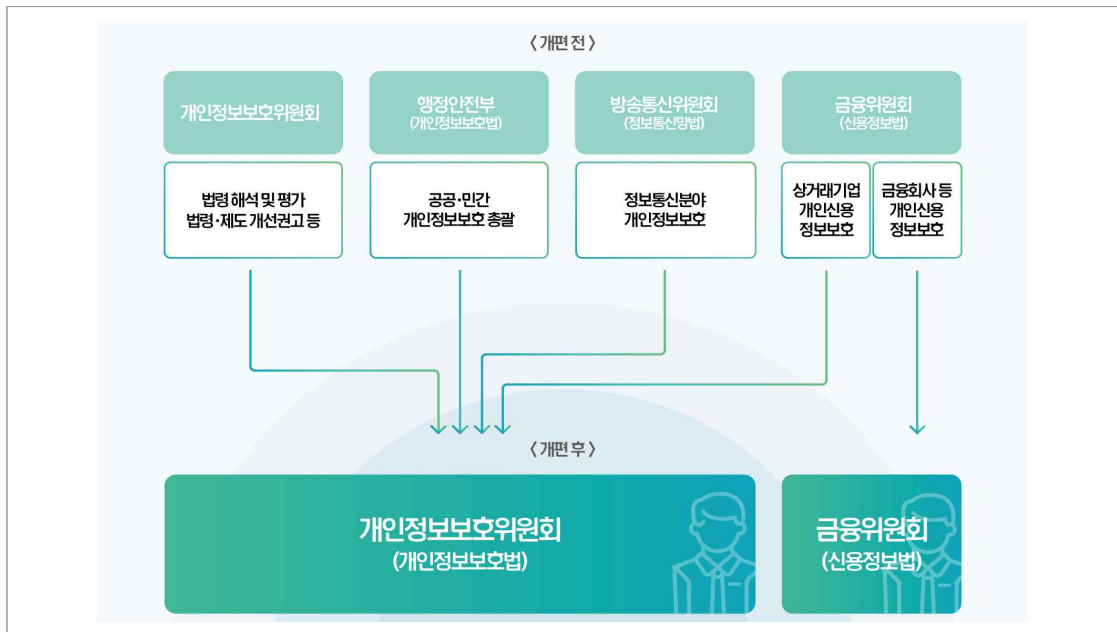 〈개편 전〉
개인정보보호위원회
행정안전부
(개인정보보호법)
방송통신위원회
(정보통신망법)
금융위원회
(신용정보법)
법령 해석 및 평가
법령·제도 개선권고 등
공공·민간
개인정보보호 총괄
정보통신분야
개인정보보호
상거래기업
개인신용
정보보호
금융회사 등
개인신용
정보보호
〈개편 후〉
개인정보보호위원회
(개인정보보호법)
금융위원회
(신용정보법)